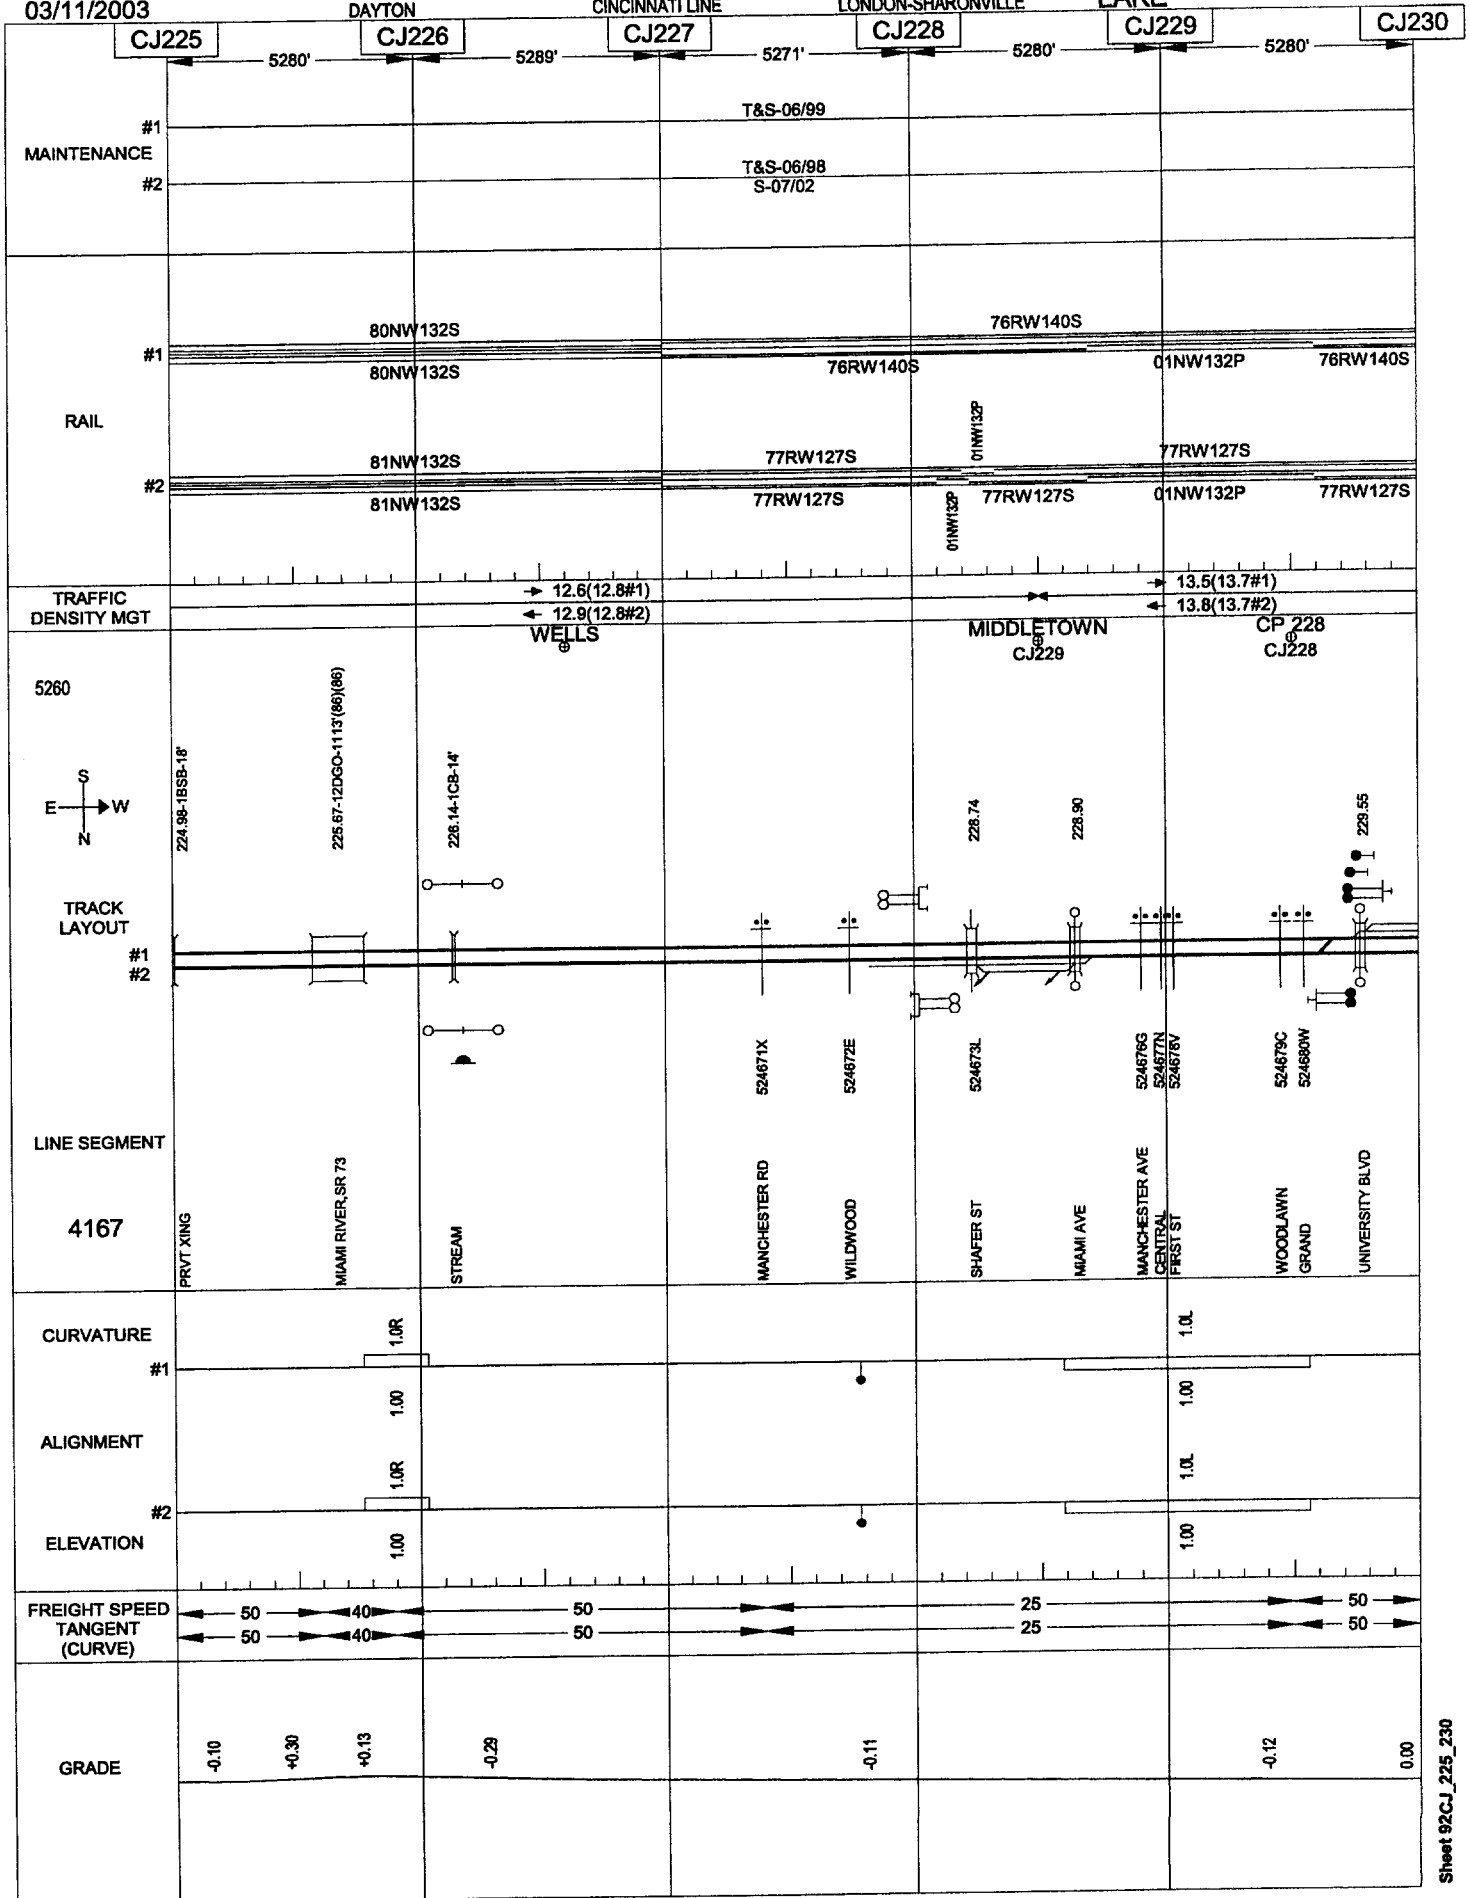 03/11/2003 DAYTON CINCINNATI LINE LONDON-SHARONVILLE LAKE
CJ225 CJ226 CJ227 CJ228 CJ229 CJ230
5280' 5289' 5271' 5280' 5280'
MAINTENANCE
#1 T&S-06/99
#2 T&S-06/98
S-07/02
RAIL
80NW132S 76RW140S
#1
80NW132S 76RW140S 01NW132P 76RW140S
01NW132P
81NW132S 77RW127S 77RW127S
#2
81NW132S 77RW127S 01NW132P 77RW127S 01NW132P 77RW127S
TRAFFIC
DENSITY MGT
12.6(12.8#1) 13.5(13.7#1)
12.9(12.8#2) 13.8(13.7#2)
WELLS MIDDLETOWN CP 228
CJ229 CJ228
5260
S
E W
N
224.98-1BSB-18'
225.67-12DGO-1113'(86)(86)
226.14-1CB-14'
228.74
228.90
229.55
TRACK
LAYOUT
#1
#2
524671X
524672E
524673L
524676G
524677N
524678V
524679C
524680W
LINE SEGMENT
4167
PRVT XING
MIAMI RIVER,SR 73
STREAM
MANCHESTER RD
WILDWOOD
SHAFER ST
MIAMI AVE
MANCHESTER AVE
CENTRAL
FIRST ST
WOODLAWN
GRAND
UNIVERSITY BLVD
CURVATURE
1.0R 1.0L
#1
1.00 1.00
ALIGNMENT
1.0R 1.0L
#2
1.00 1.00
ELEVATION
FREIGHT SPEED
TANGENT
(CURVE)
50 40 50 25 50
50 40 50 25 50
GRADE
-0.10 +0.30 +0.13 -0.29 -0.11 -0.12 0.00
Sheet 92CJ_225_230